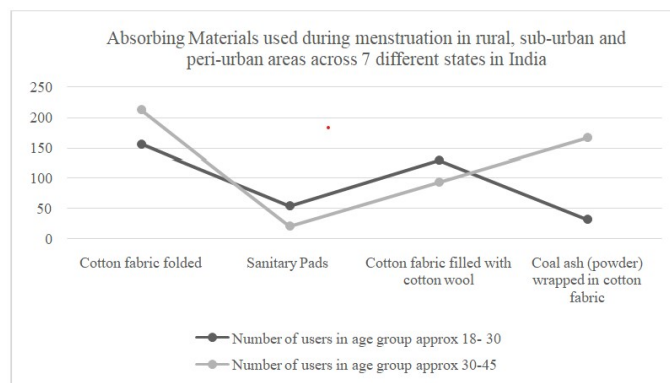 Absorbing Materials used during menstruation in rural, sub-urban and
peri-urban areas across 7 different states in India
250
200
150
100
50
0
Cotton fabric folded
Sanitary Pads
Cotton fabric filled with
cotton wool
Coal ash (powder)
wrapped in cotton
fabric
Number of users in age group approx 18- 30
Number of users in age group approx 30-45